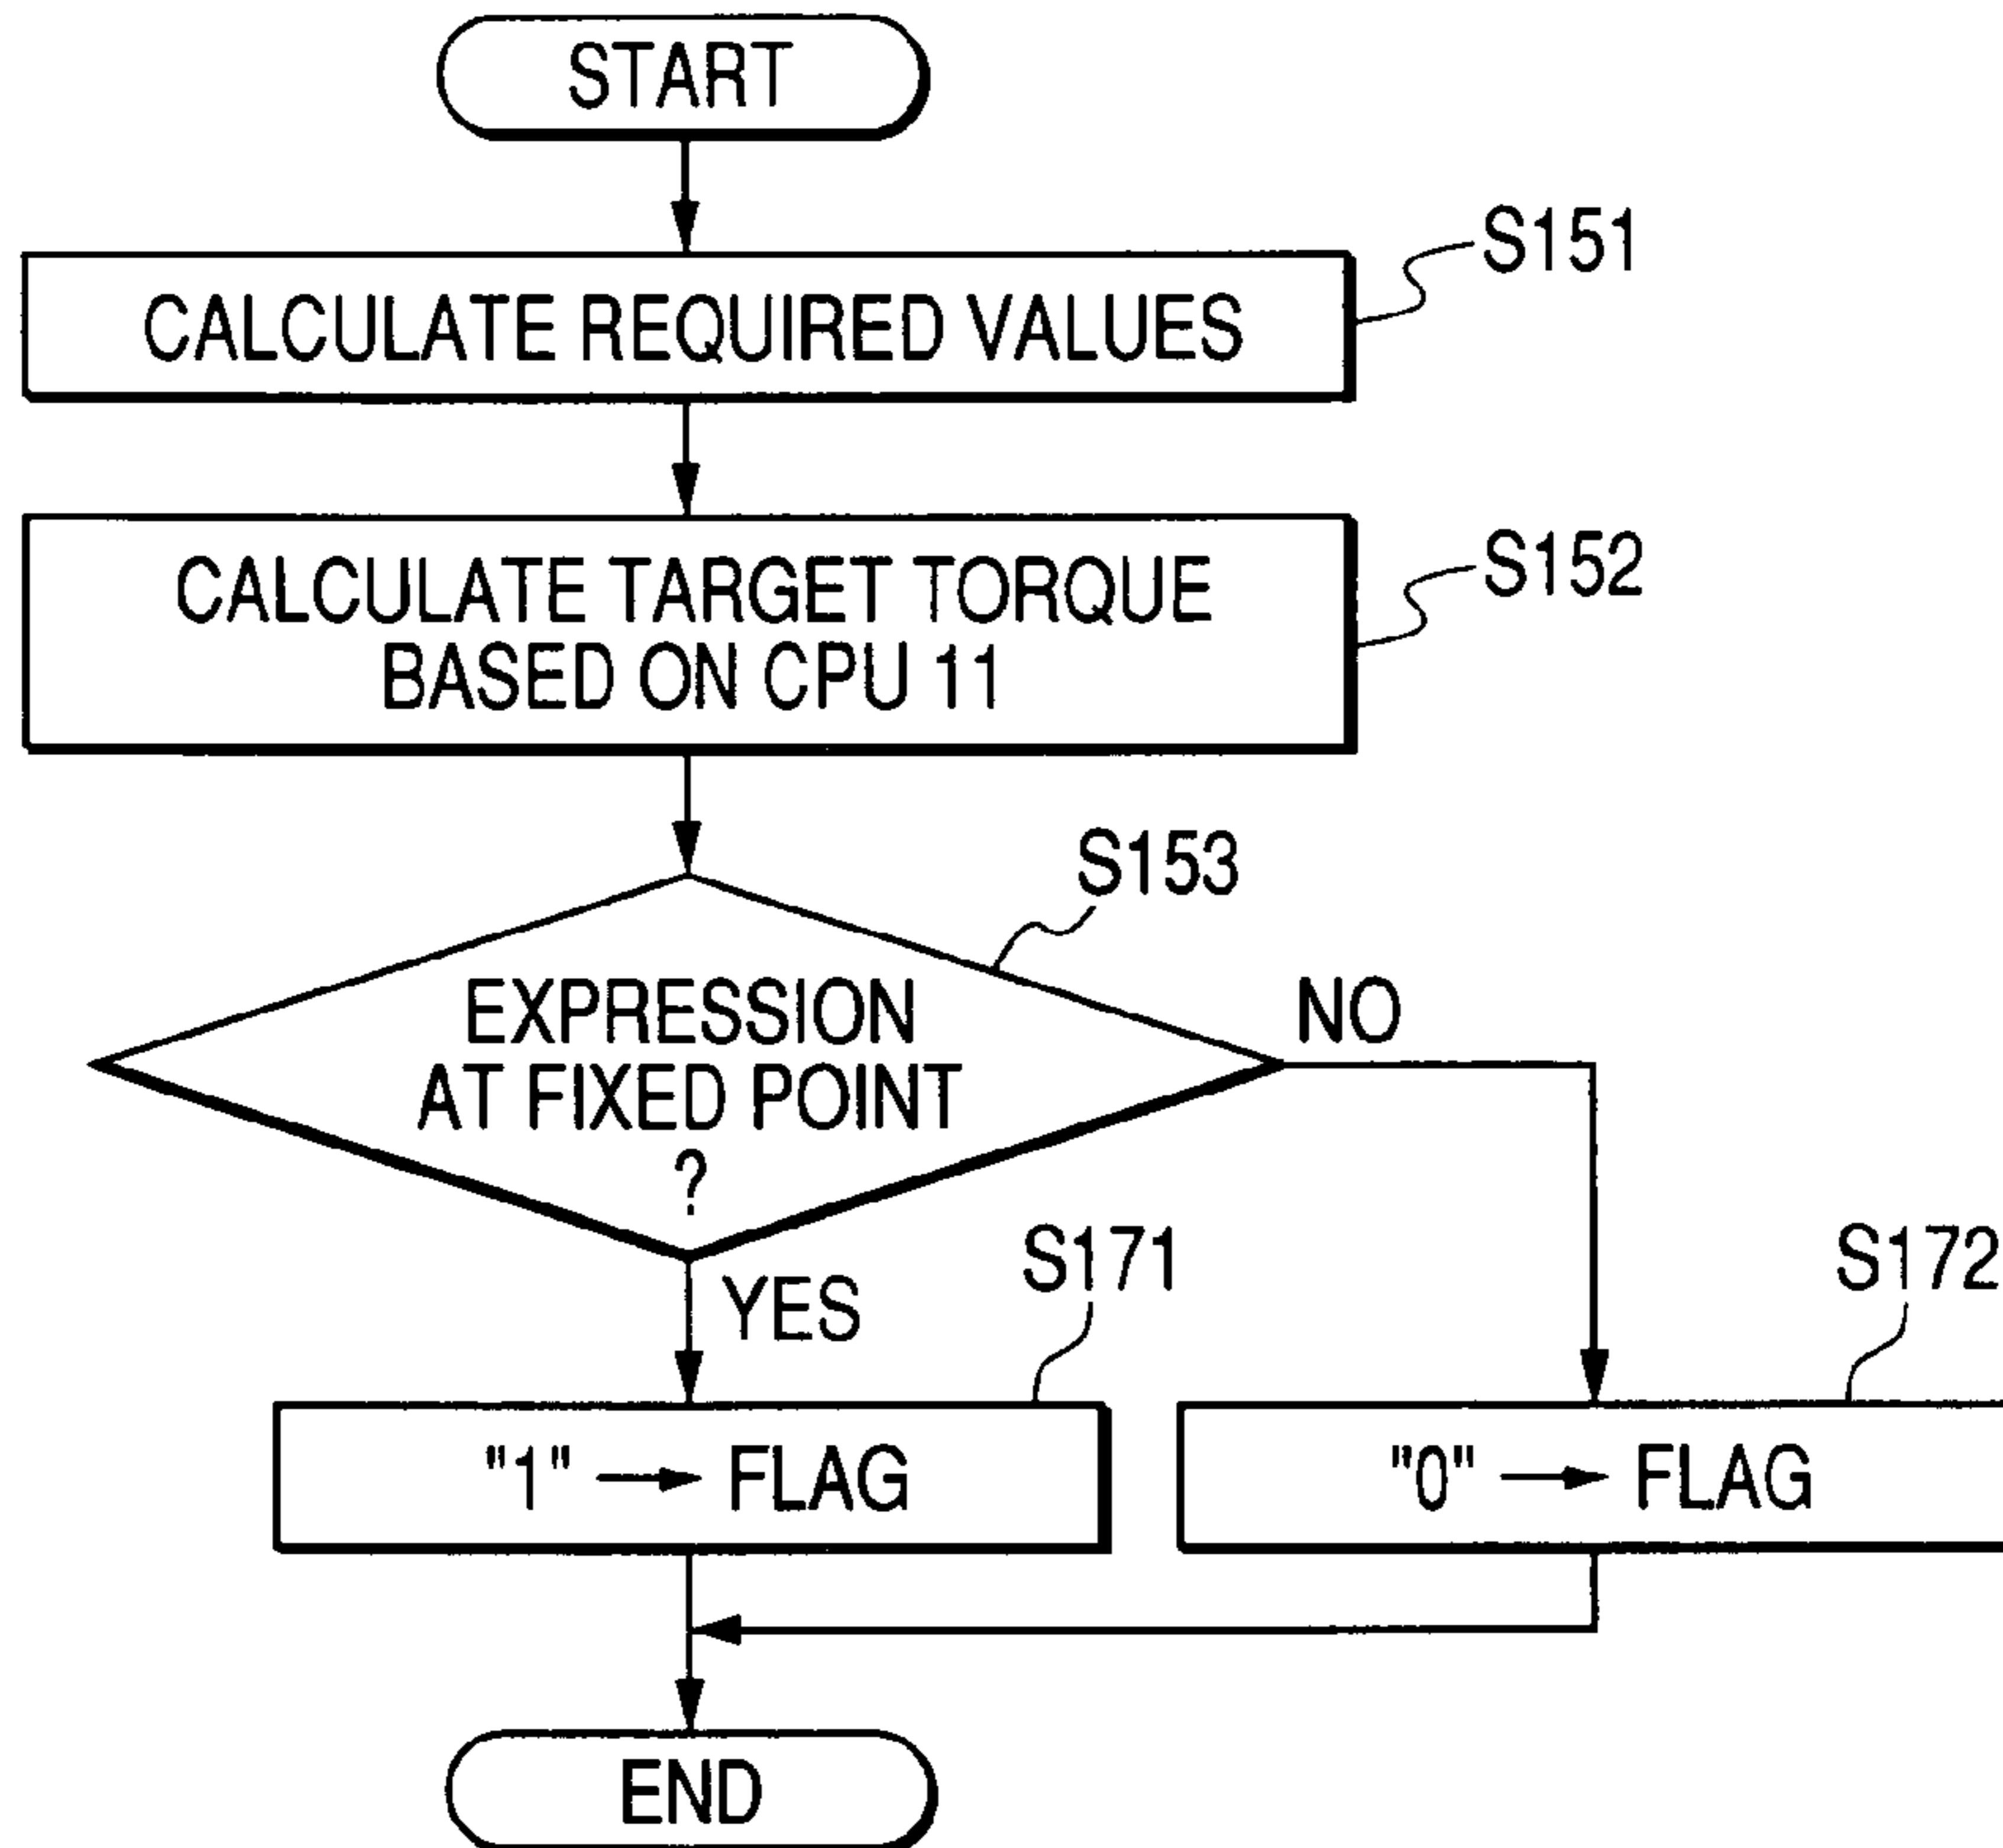 START
S151
CALCULATE REQUIRED VALUES
S152
CALCULATE TARGET TORQUE
BASED ON CPU 11
S153
EXPRESSION
AT FIXED POINT
?
NO
YES
S171
S172
"1" → FLAG
"0" → FLAG
END